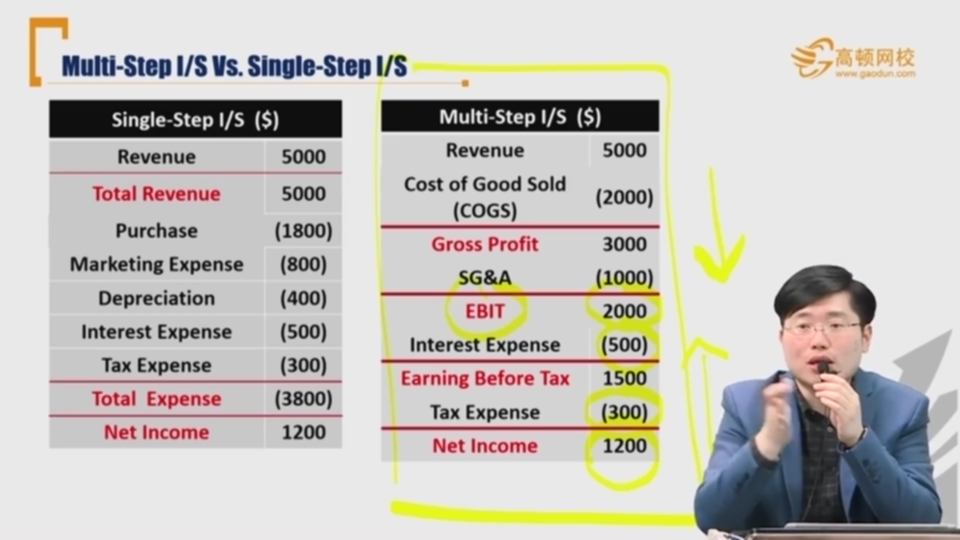 Multi-Step I/S Vs. Single-Step I/S
高顿网校
www.gaodun.com
Single-Step I/S ($)
Revenue 5000
Total Revenue 5000
Purchase (1800)
Marketing Expense (800)
Depreciation (400)
Interest Expense (500)
Tax Expense (300)
Total Expense (3800)
Net Income 1200
Multi-Step I/S ($)
Revenue 5000
Cost of Good Sold
(COGS) (2000)
Gross Profit 3000
SG&A (1000)
EBIT 2000
Interest Expense (500)
Earning Before Tax 1500
Tax Expense (300)
Net Income 1200